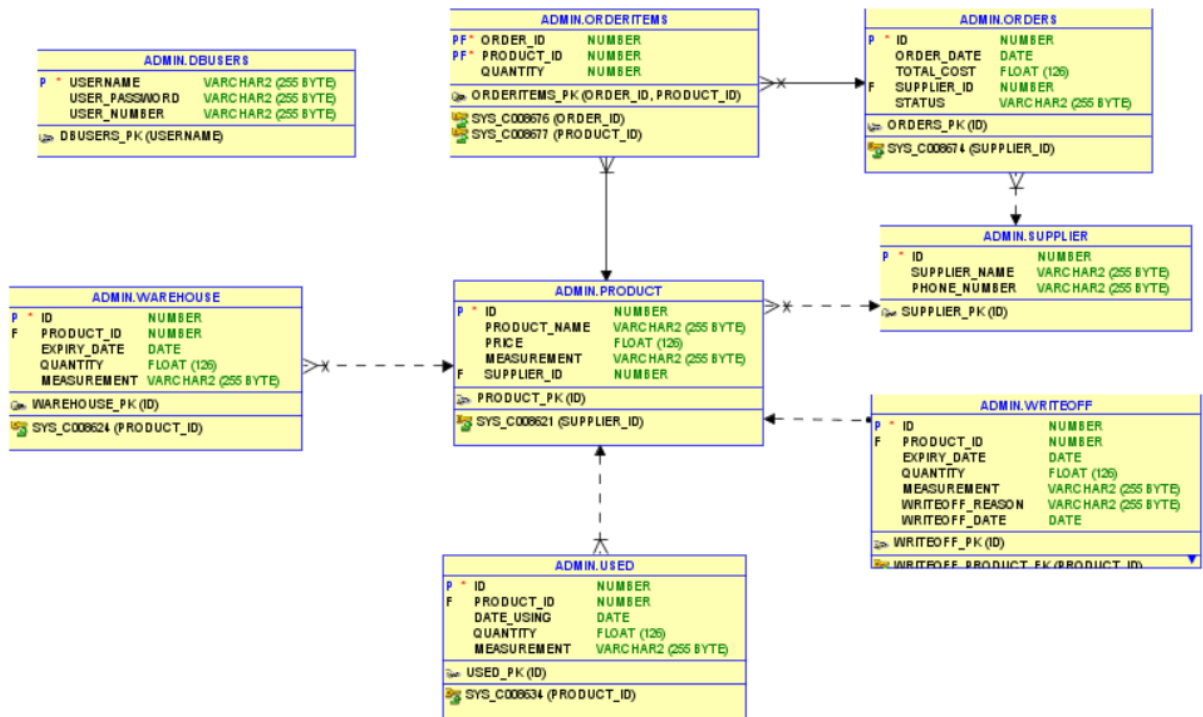 ADMIN.DBUSERS
P * USERNAME VARCHAR2 (255 BYTE)
USER_PASSWORD VARCHAR2 (255 BYTE)
USER_NUMBER VARCHAR2 (255 BYTE)
DBUSERS_PK (USERNAME)
ADMIN.ORDERITEMS
PF* ORDER_ID NUMBER
PF* PRODUCT_ID NUMBER
QUANTITY NUMBER
ORDERITEMS_PK (ORDER_ID, PRODUCT_ID)
SYS_C008676 (ORDER_ID)
SYS_C008677 (PRODUCT_ID)
ADMIN.ORDERS
P * ID NUMBER
ORDER_DATE DATE
TOTAL_COST FLOAT (126)
F SUPPLIER_ID NUMBER
STATUS VARCHAR2 (255 BYTE)
ORDERS_PK (ID)
SYS_C008674 (SUPPLIER_ID)
ADMIN.SUPPLIER
P * ID NUMBER
SUPPLIER_NAME VARCHAR2 (255 BYTE)
PHONE_NUMBER VARCHAR2 (255 BYTE)
SUPPLIER_PK (ID)
ADMIN.WAREHOUSE
P * ID NUMBER
F PRODUCT_ID NUMBER
EXPIRY_DATE DATE
QUANTITY FLOAT (126)
MEASUREMENT VARCHAR2 (255 BYTE)
WAREHOUSE_PK (ID)
SYS_C008624 (PRODUCT_ID)
ADMIN.PRODUCT
P * ID NUMBER
PRODUCT_NAME VARCHAR2 (255 BYTE)
PRICE FLOAT (126)
MEASUREMENT VARCHAR2 (255 BYTE)
F SUPPLIER_ID NUMBER
PRODUCT_PK (ID)
SYS_C008621 (SUPPLIER_ID)
ADMIN.WRITEOFF
P * ID NUMBER
F PRODUCT_ID NUMBER
EXPIRY_DATE DATE
QUANTITY FLOAT (126)
MEASUREMENT VARCHAR2 (255 BYTE)
WRITEOFF_REASON VARCHAR2 (255 BYTE)
WRITEOFF_DATE DATE
WRITEOFF_PK (ID)
WRITEOFF_PRODUCT_FK (PRODUCT_ID)
ADMIN.USED
P * ID NUMBER
F PRODUCT_ID NUMBER
DATE_USING DATE
QUANTITY FLOAT (126)
MEASUREMENT VARCHAR2 (255 BYTE)
USED_PK (ID)
SYS_C008634 (PRODUCT_ID)